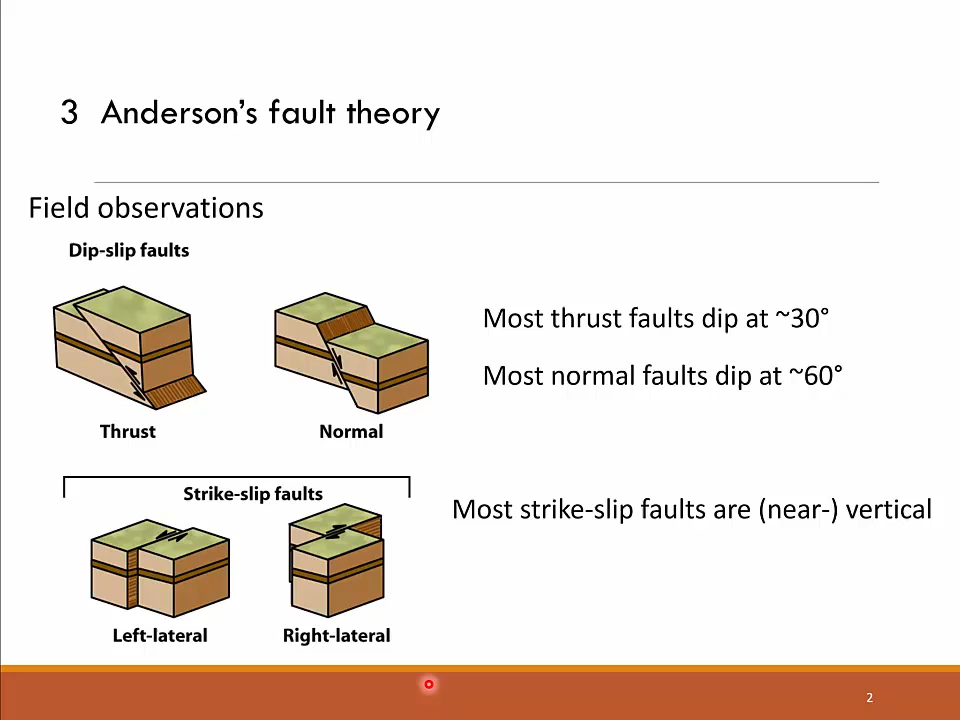 3 Anderson’s fault theory
Field observations
Dip-slip faults
Most thrust faults dip at ~30°
Most normal faults dip at ~60°
Thrust
Normal
Strike-slip faults
Most strike-slip faults are (near-) vertical
Left-lateral
Right-lateral
2